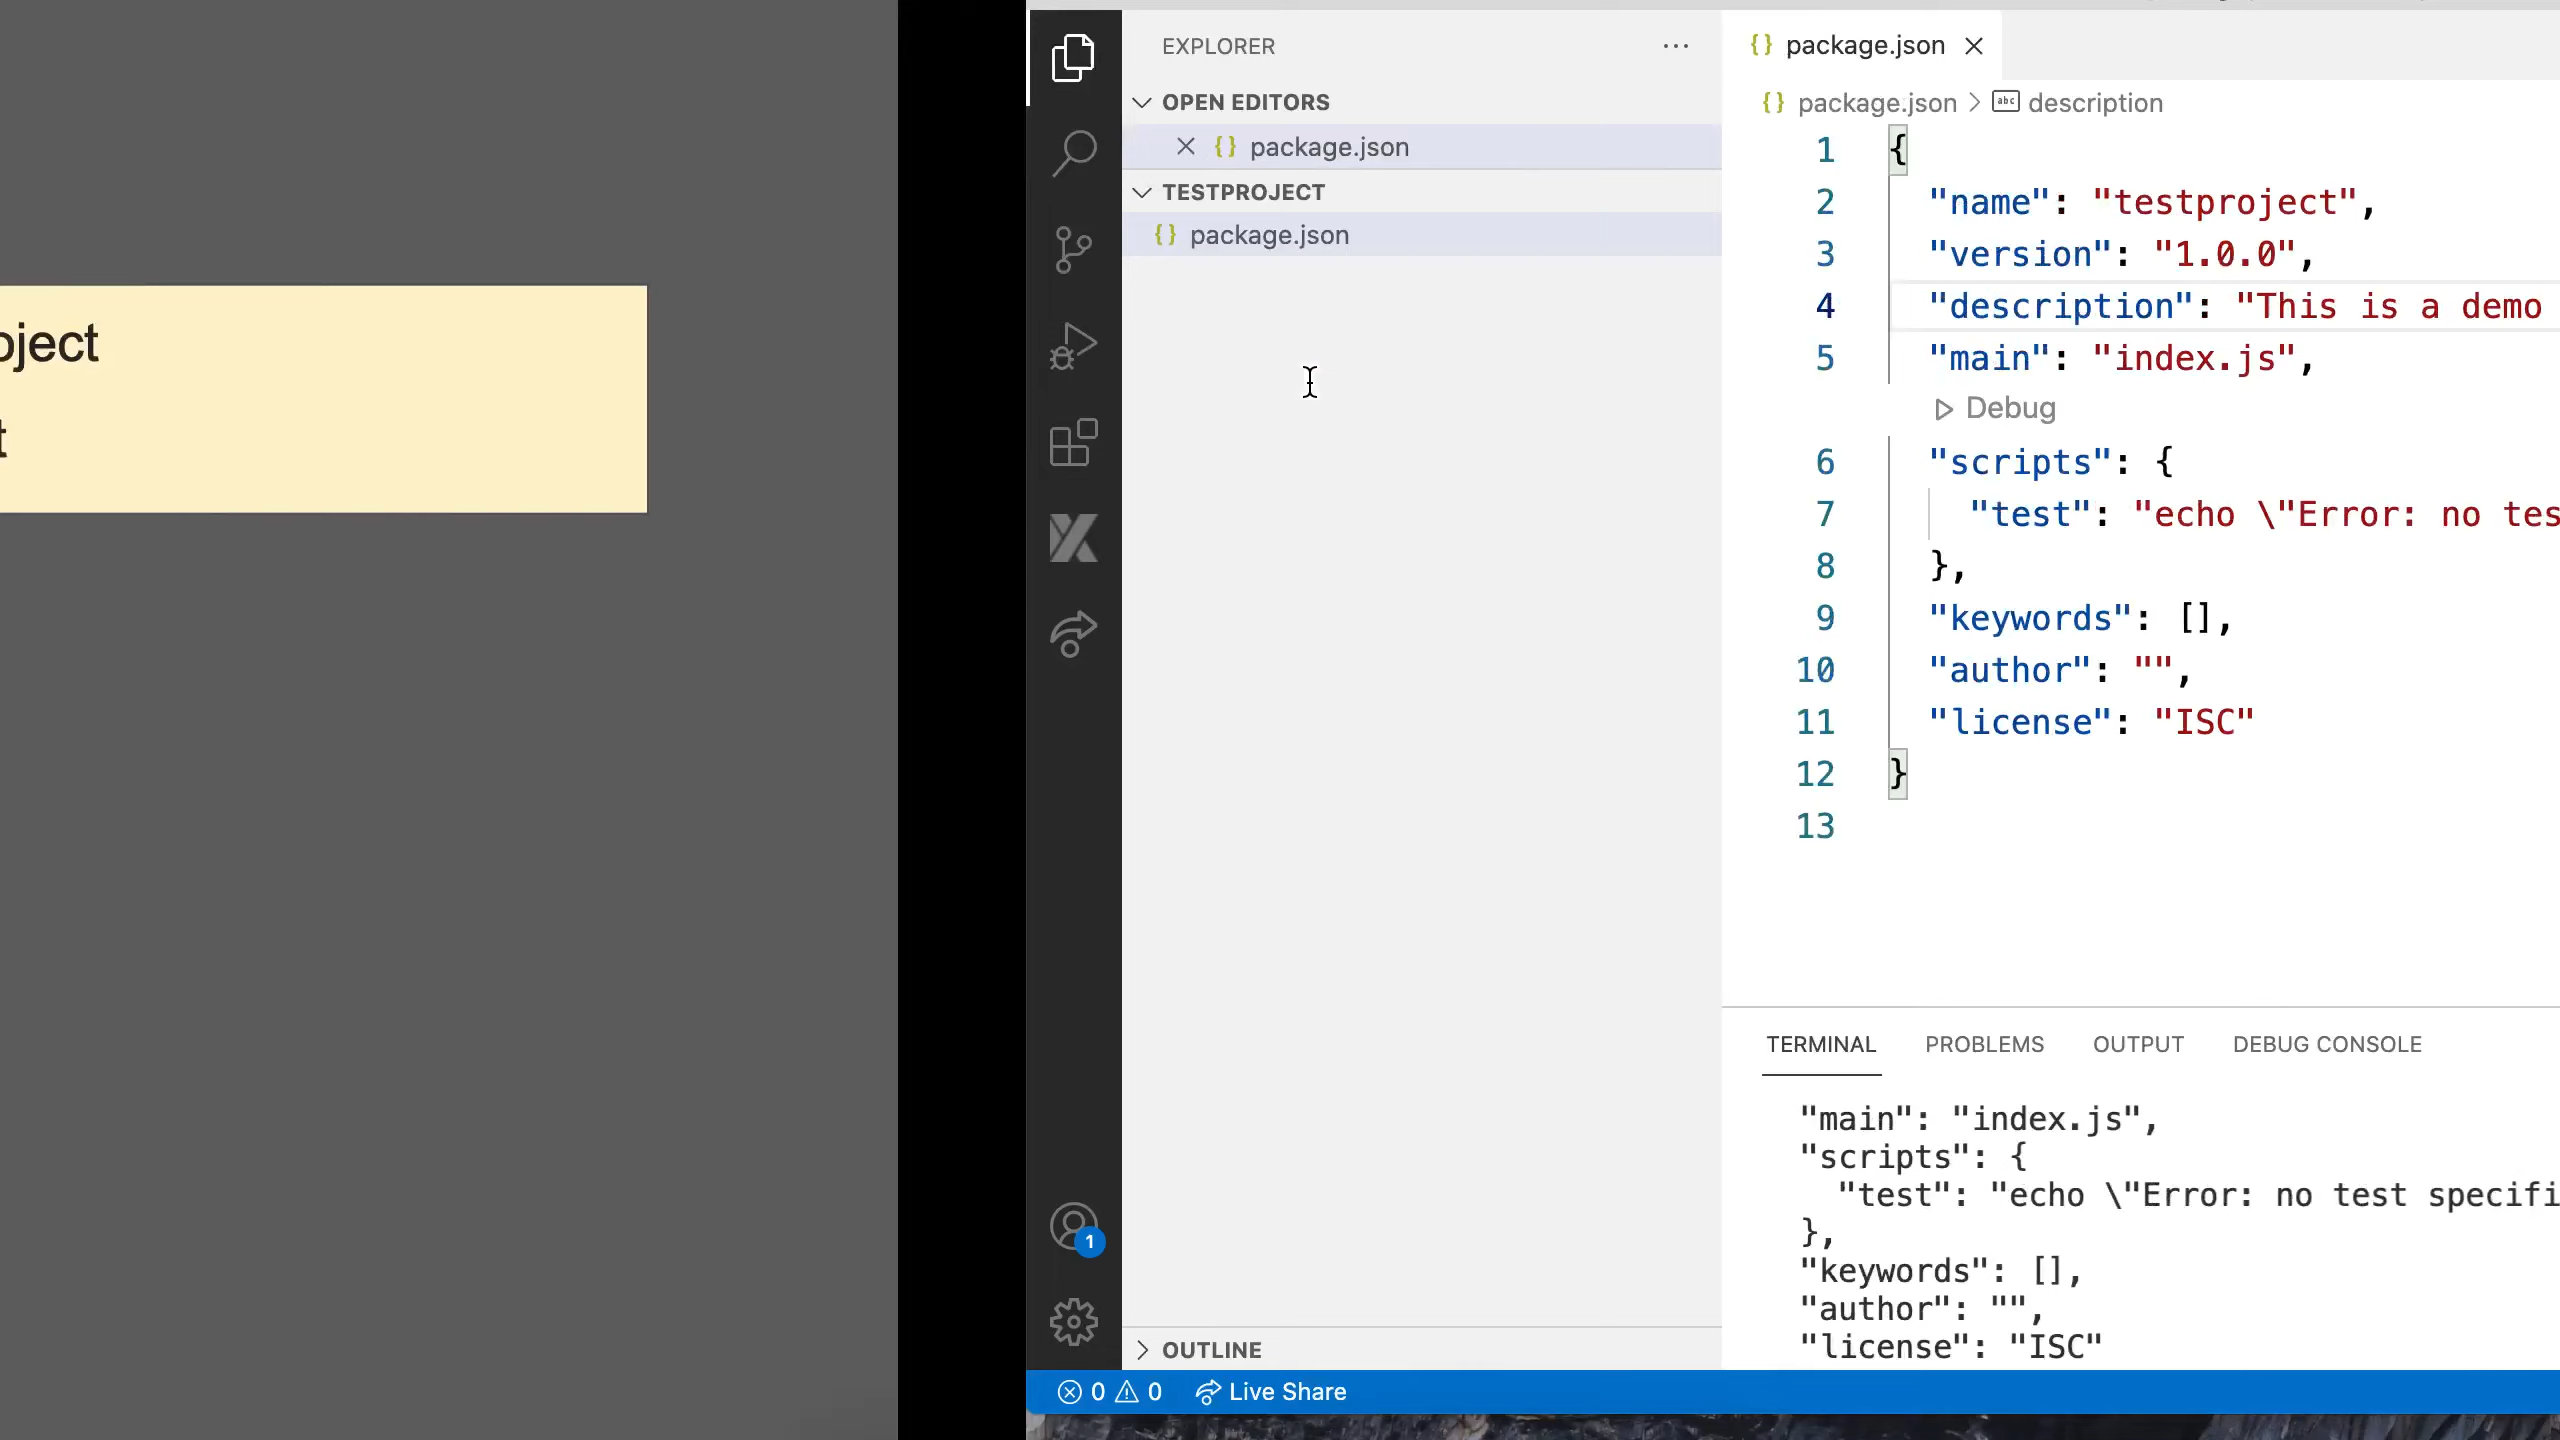 oject
t
EXPLORER
OPEN EDITORS
package.json
TESTPROJECT
package.json
OUTLINE
1
0 0 Live Share
package.json
package.json > description
1 {
2 "name": "testproject",
3 "version": "1.0.0",
4 "description": "This is a demo
5 "main": "index.js",
Debug
6 "scripts": {
7 "test": "echo \"Error: no tes
8 },
9 "keywords": [],
10 "author": "",
11 "license": "ISC"
12 }
13
TERMINAL PROBLEMS OUTPUT DEBUG CONSOLE
"main": "index.js",
"scripts": {
"test": "echo \"Error: no test specifi
},
"keywords": [],
"author": "",
"license": "ISC"